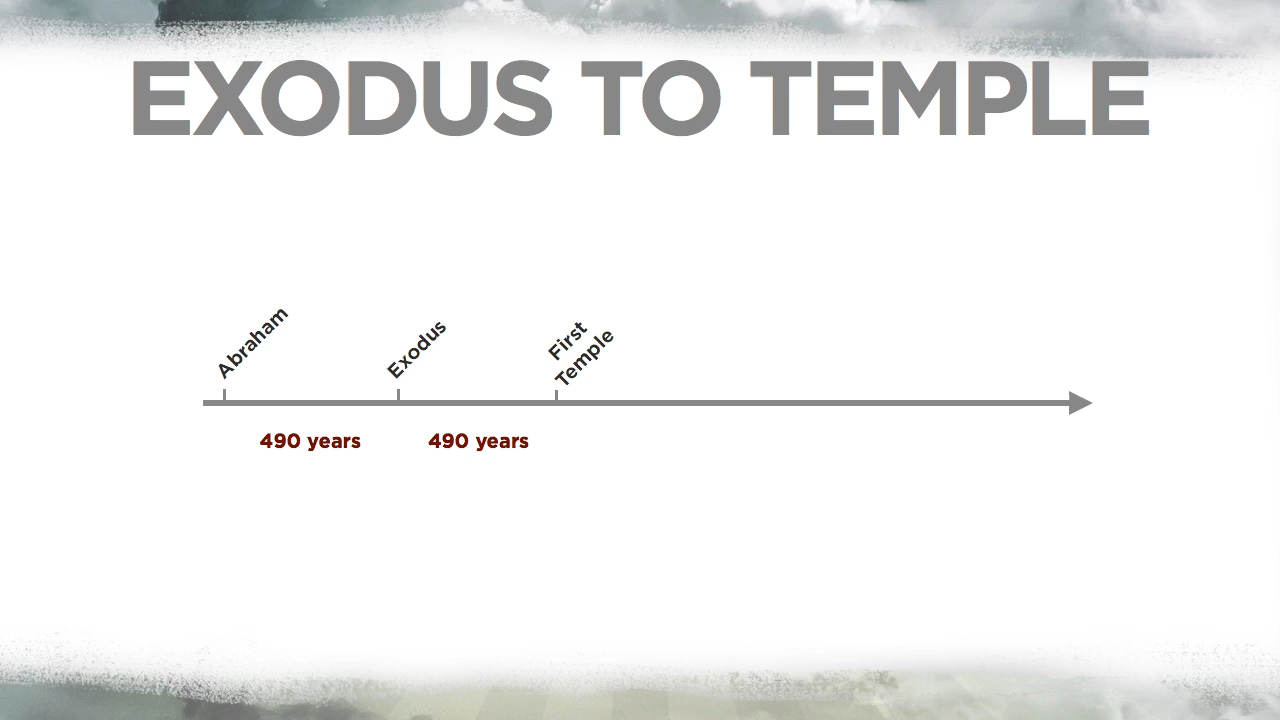 EXODUS TO TEMPLE
Abraham
Exodus
First
Temple
490 years
490 years